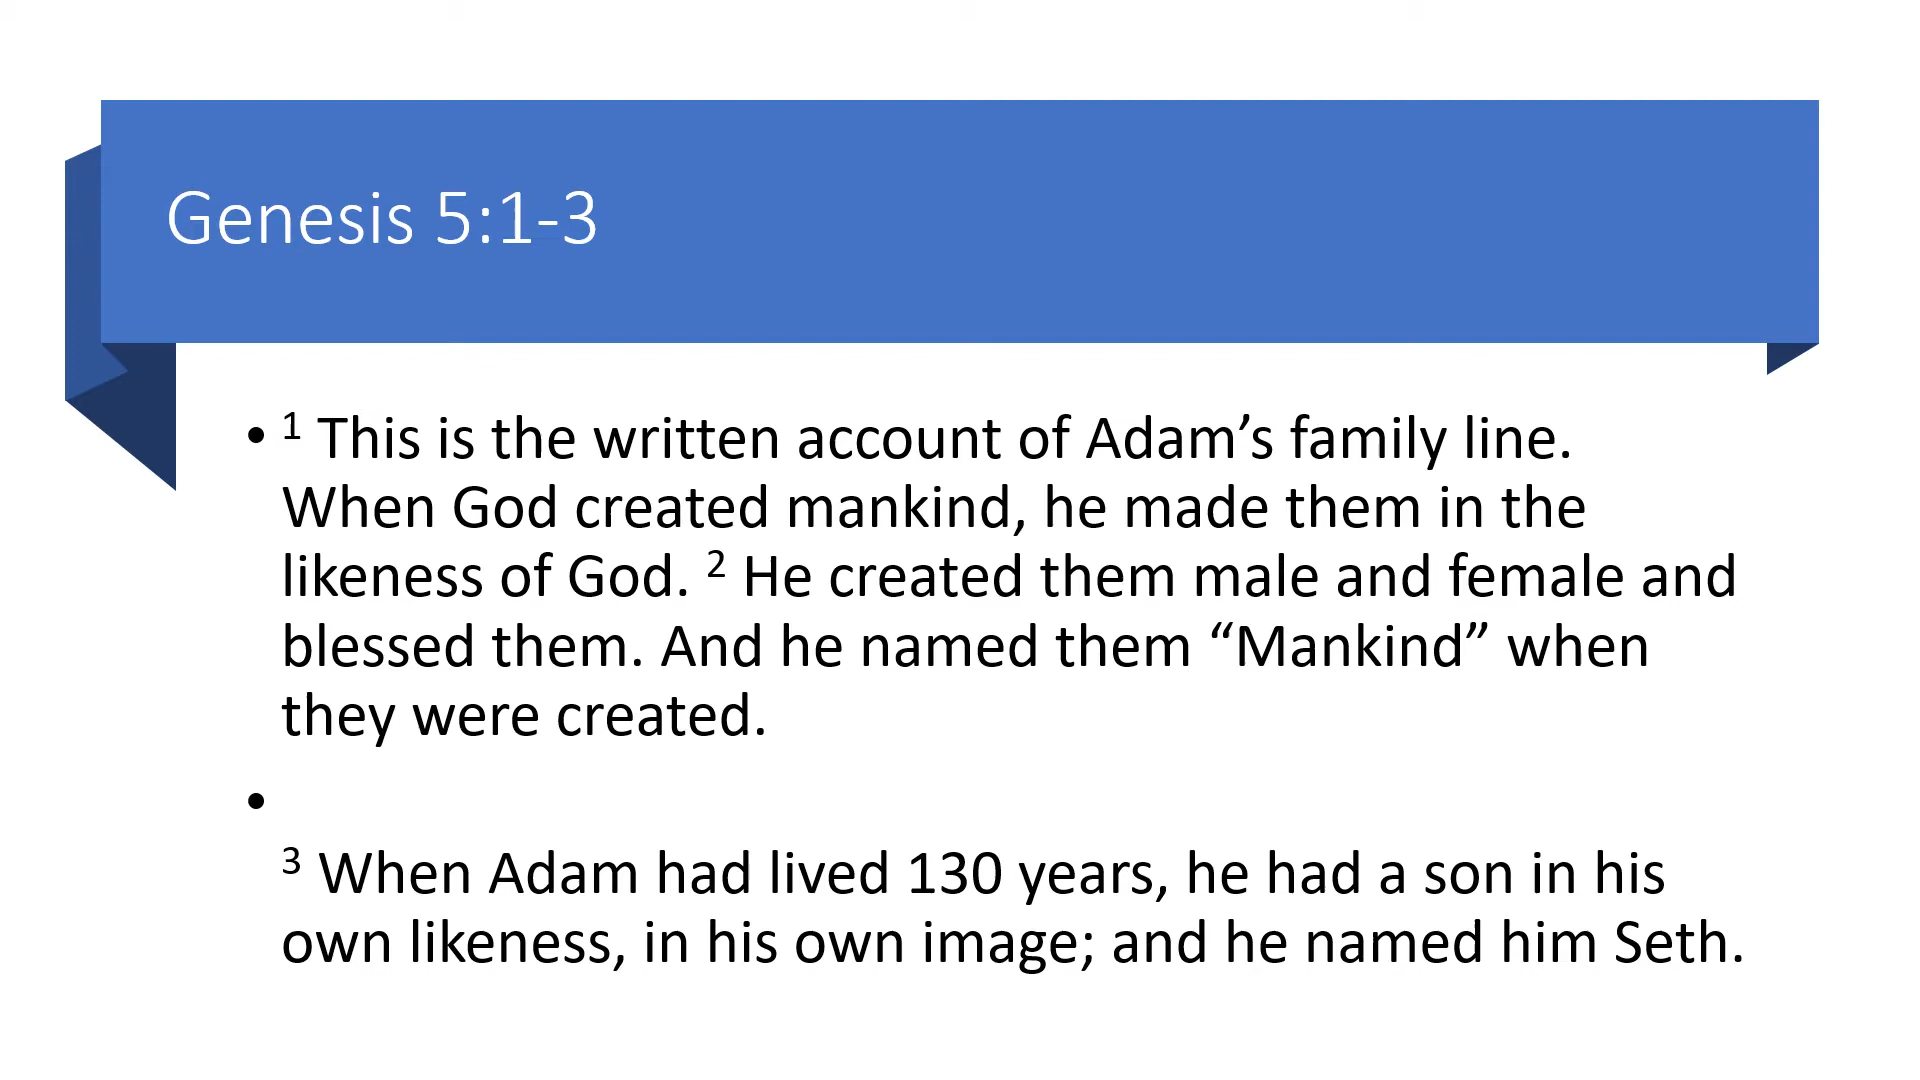 Genesis 5:1-3
• ¹ This is the written account of Adam’s family line.
When God created mankind, he made them in the
likeness of God. ² He created them male and female and
blessed them. And he named them “Mankind” when
they were created.
•
³ When Adam had lived 130 years, he had a son in his
own likeness, in his own image; and he named him Seth.